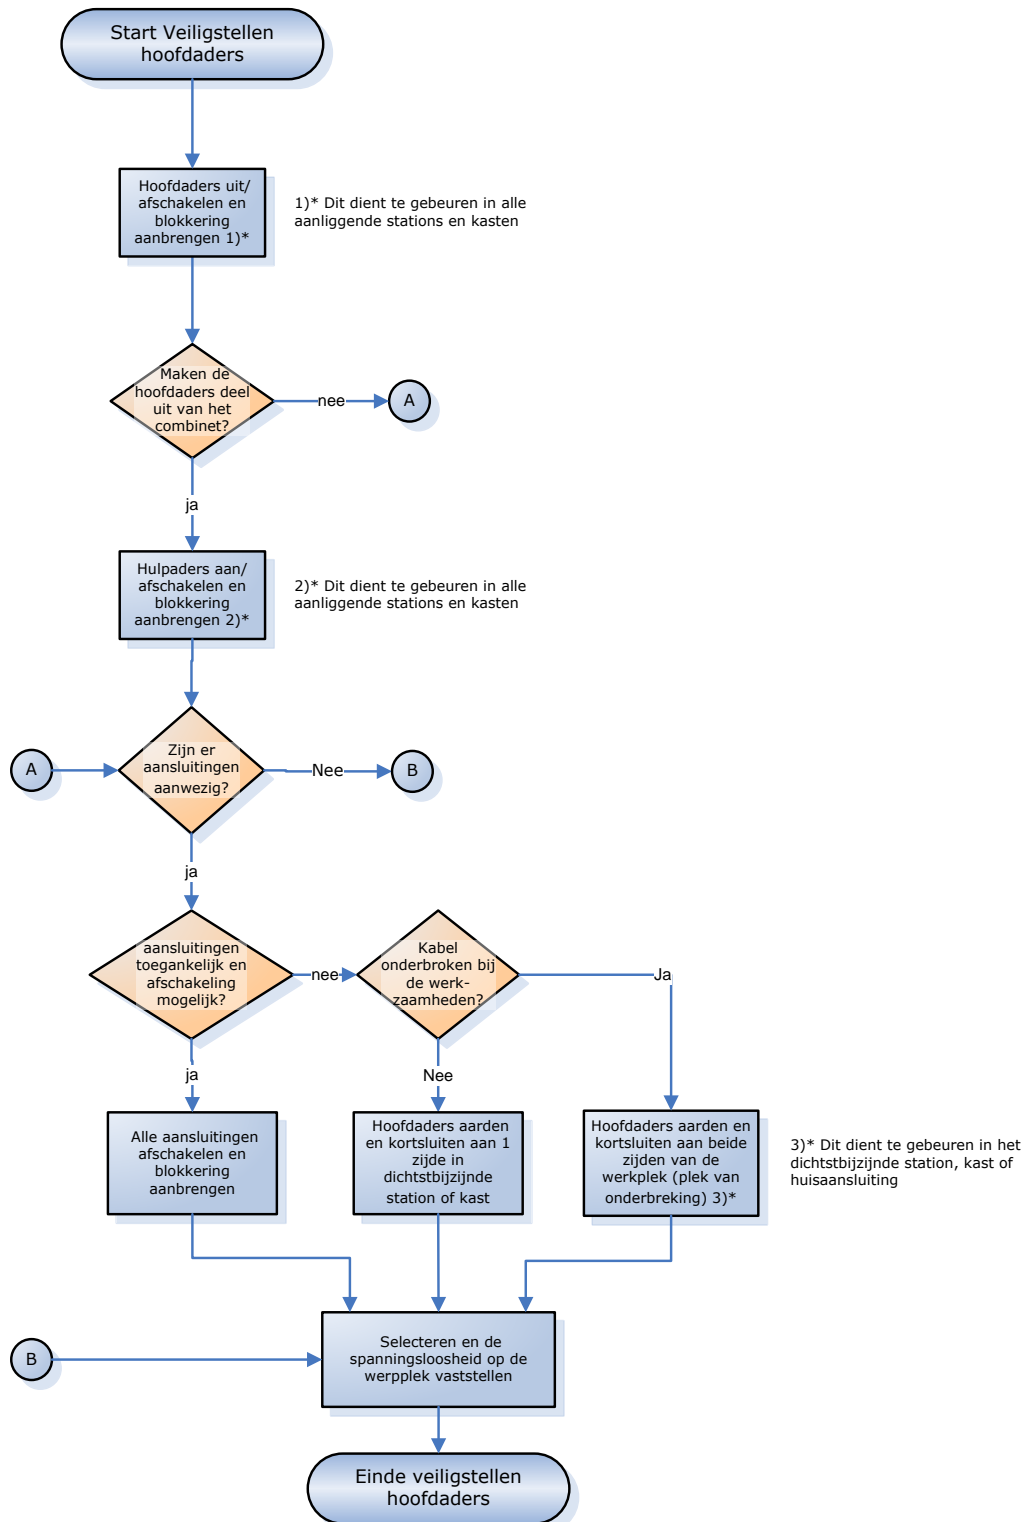 Start Veiligstellen
hoofdaders
Hoofdaders uit/
afschakelen en
blokkering
aanbrengen 1)*
1)* Dit dient te gebeuren in alle
aanliggende stations en kasten
Maken de
hoofdaders deel
uit van het
combinet?
nee
A
ja
Hulpaders aan/
afschakelen en
blokkering
aanbrengen 2)*
2)* Dit dient te gebeuren in alle
aanliggende stations en kasten
A
Zijn er
aansluitingen
aanwezig?
Nee
B
ja
aansluitingen
toegankelijk en
afschakeling
mogelijk?
nee
Kabel
onderbroken bij
de werk-
zaamheden?
Ja
ja
Nee
Alle aansluitingen
afschakelen en
blokkering
aanbrengen
Hoofdaders aarden
en kortsluiten aan 1
zijde in
dichtstbijzijnde
station of kast
Hoofdaders aarden en
kortsluiten aan beide
zijden van de
werkplek (plek van
onderbreking) 3)*
3)* Dit dient te gebeuren in het
dichtstbijzijnde station, kast of
huisaansluiting
B
Selecteren en de
spanningsloosheid op de
werpplek vaststellen
Einde veiligstellen
hoofdaders